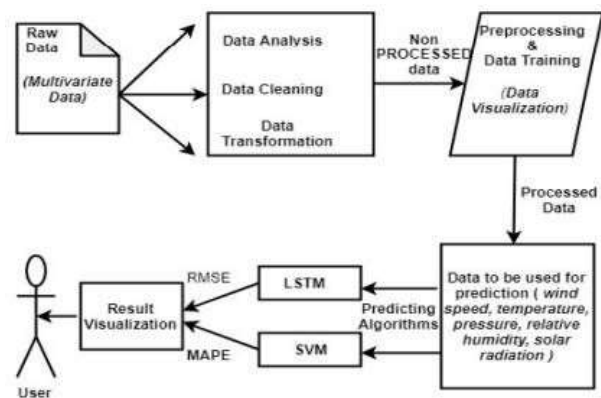 Raw
Data
(Multivariate
Data)
Data Analysis
Data Cleaning
Data
Transformation
Non
PROCESSED
data
Preprocessing
&
Data Training
(Data
Visualization)
Processed
Data
Data to be used for
prediction ( wind
speed, temperature,
pressure, relative
humidity, solar
radiation )
Predicting
Algorithms
LSTM
SVM
RMSE
MAPE
Result
Visualization
User